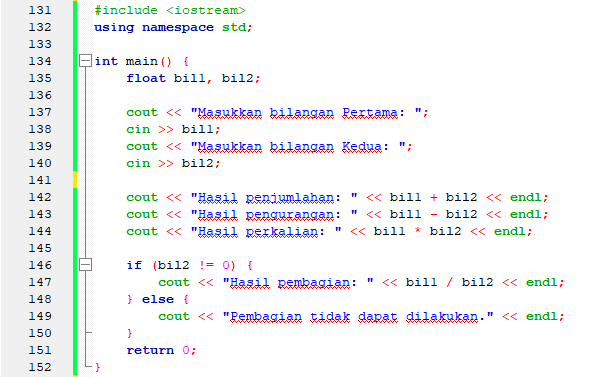 131 #include <iostream>
132 using namespace std;
133
134 int main() {
135 float bil1, bil2;
136
137 cout << "Masukkan bilangan Pertama: ";
138 cin >> bil1;
139 cout << "Masukkan bilangan Kedua: ";
140 cin >> bil2;
141
142 cout << "Hasil penjumlahan: " << bil1 + bil2 << endl;
143 cout << "Hasil pengurangan: " << bil1 - bil2 << endl;
144 cout << "Hasil perkalian: " << bil1 * bil2 << endl;
145
146 if (bil2 != 0) {
147 cout << "Hasil pembagian: " << bil1 / bil2 << endl;
148 } else {
149 cout << "Pembagian tidak dapat dilakukan." << endl;
150 }
151 return 0;
152 }